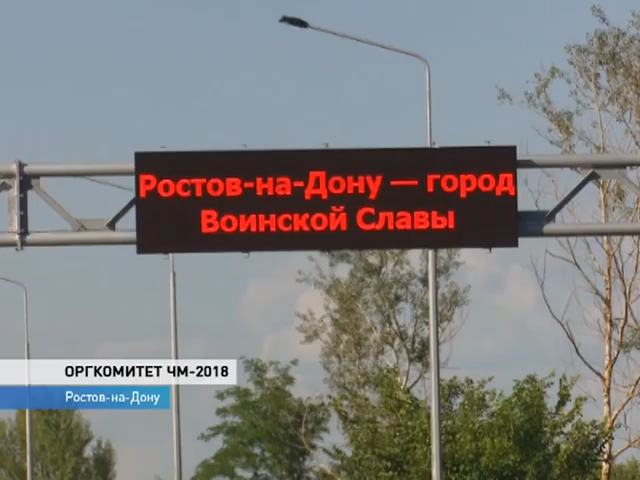 Ростов-на-Дону — город
Воинской Славы
ОРГКОМИТЕТ ЧМ-2018
Ростов-на-Дону